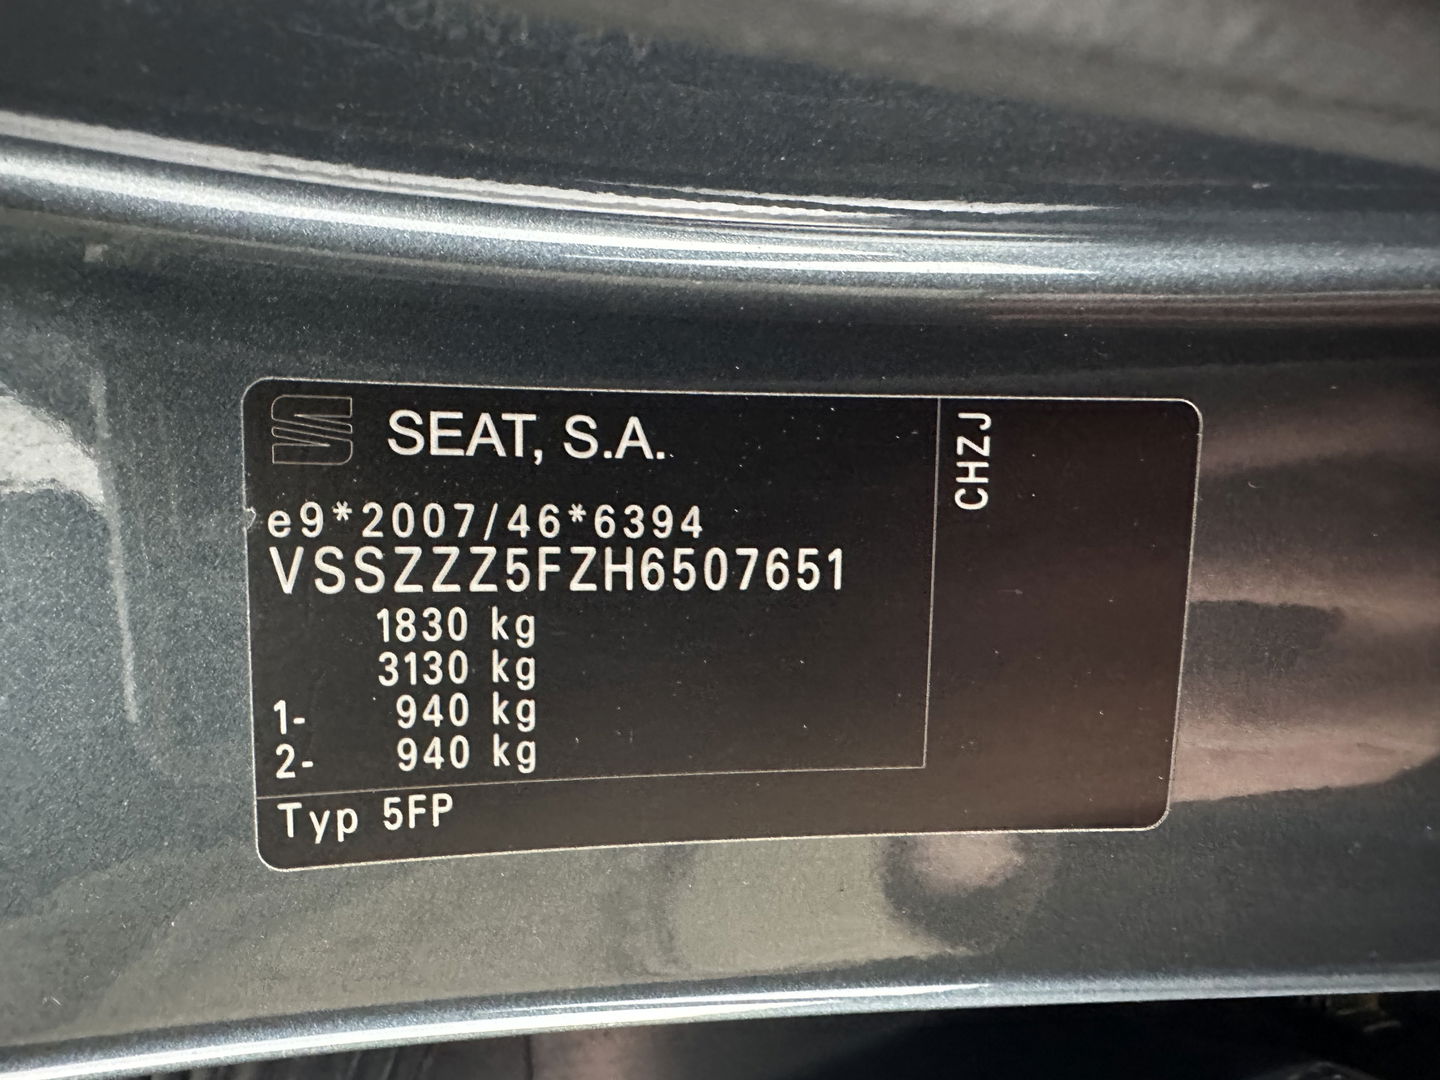 SEAT, S.A.
e9*2007/46*6394
VSSZZZ5FZH6507651
1830 kg
3130 kg
1- 940 kg
2- 940 kg
Typ 5FP
CHZJ